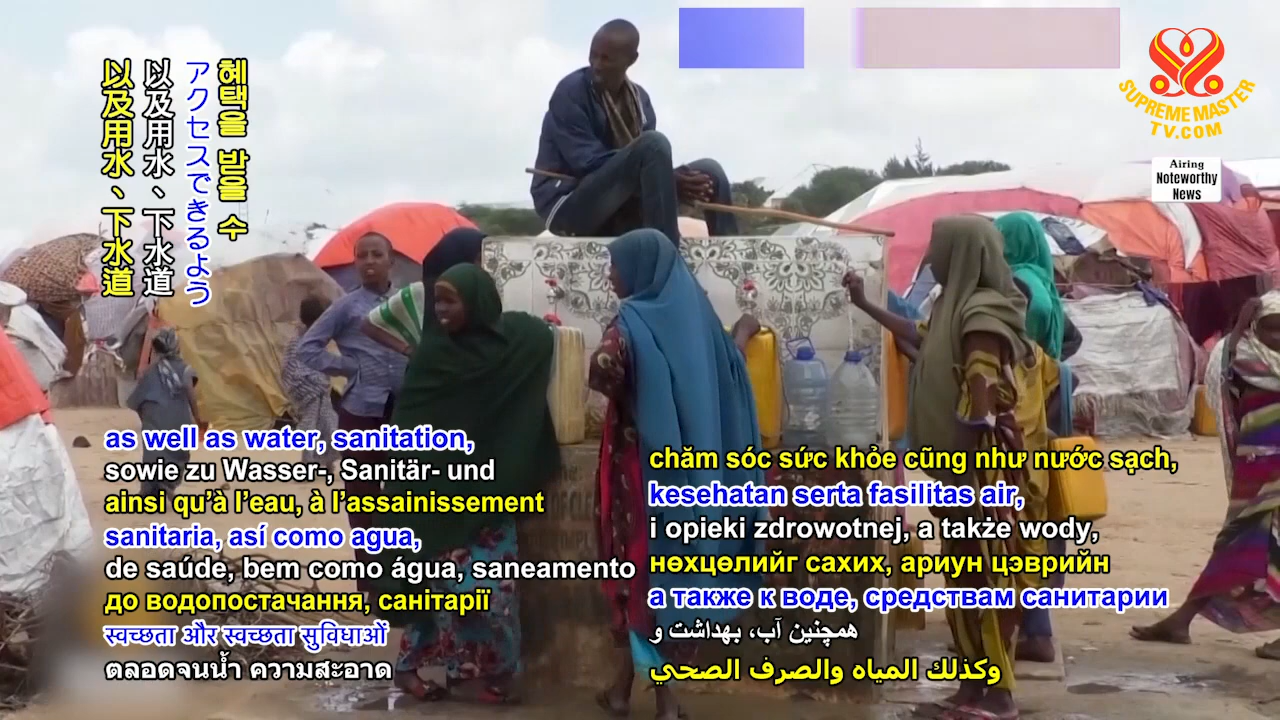 以及用水、下水道
以及用水、下水道
アクセスできるよう
혜택을 받을 수
SUPREME MASTER
TV.COM
Airing
Noteworthy
News
as well as water, sanitation,
sowie zu Wasser-, Sanitär- und
ainsi qu’à l’eau, à l’assainissement
sanitaria, así como agua,
de saúde, bem como água, saneamento
до водопостачання, санітарії
स्वच्छता और स्वच्छता सुविधाओं
ตลอดจนน้ำ ความสะอาด
chăm sóc sức khỏe cũng như nước sạch,
kesehatan serta fasilitas air,
i opieki zdrowotnej, a także wody,
нөхцөлийг сахих, ариун цэврийн
а также к воде, средствам санитарии
همچنین آب، بهداشت و
وكذلك المياه والصرف الصحي